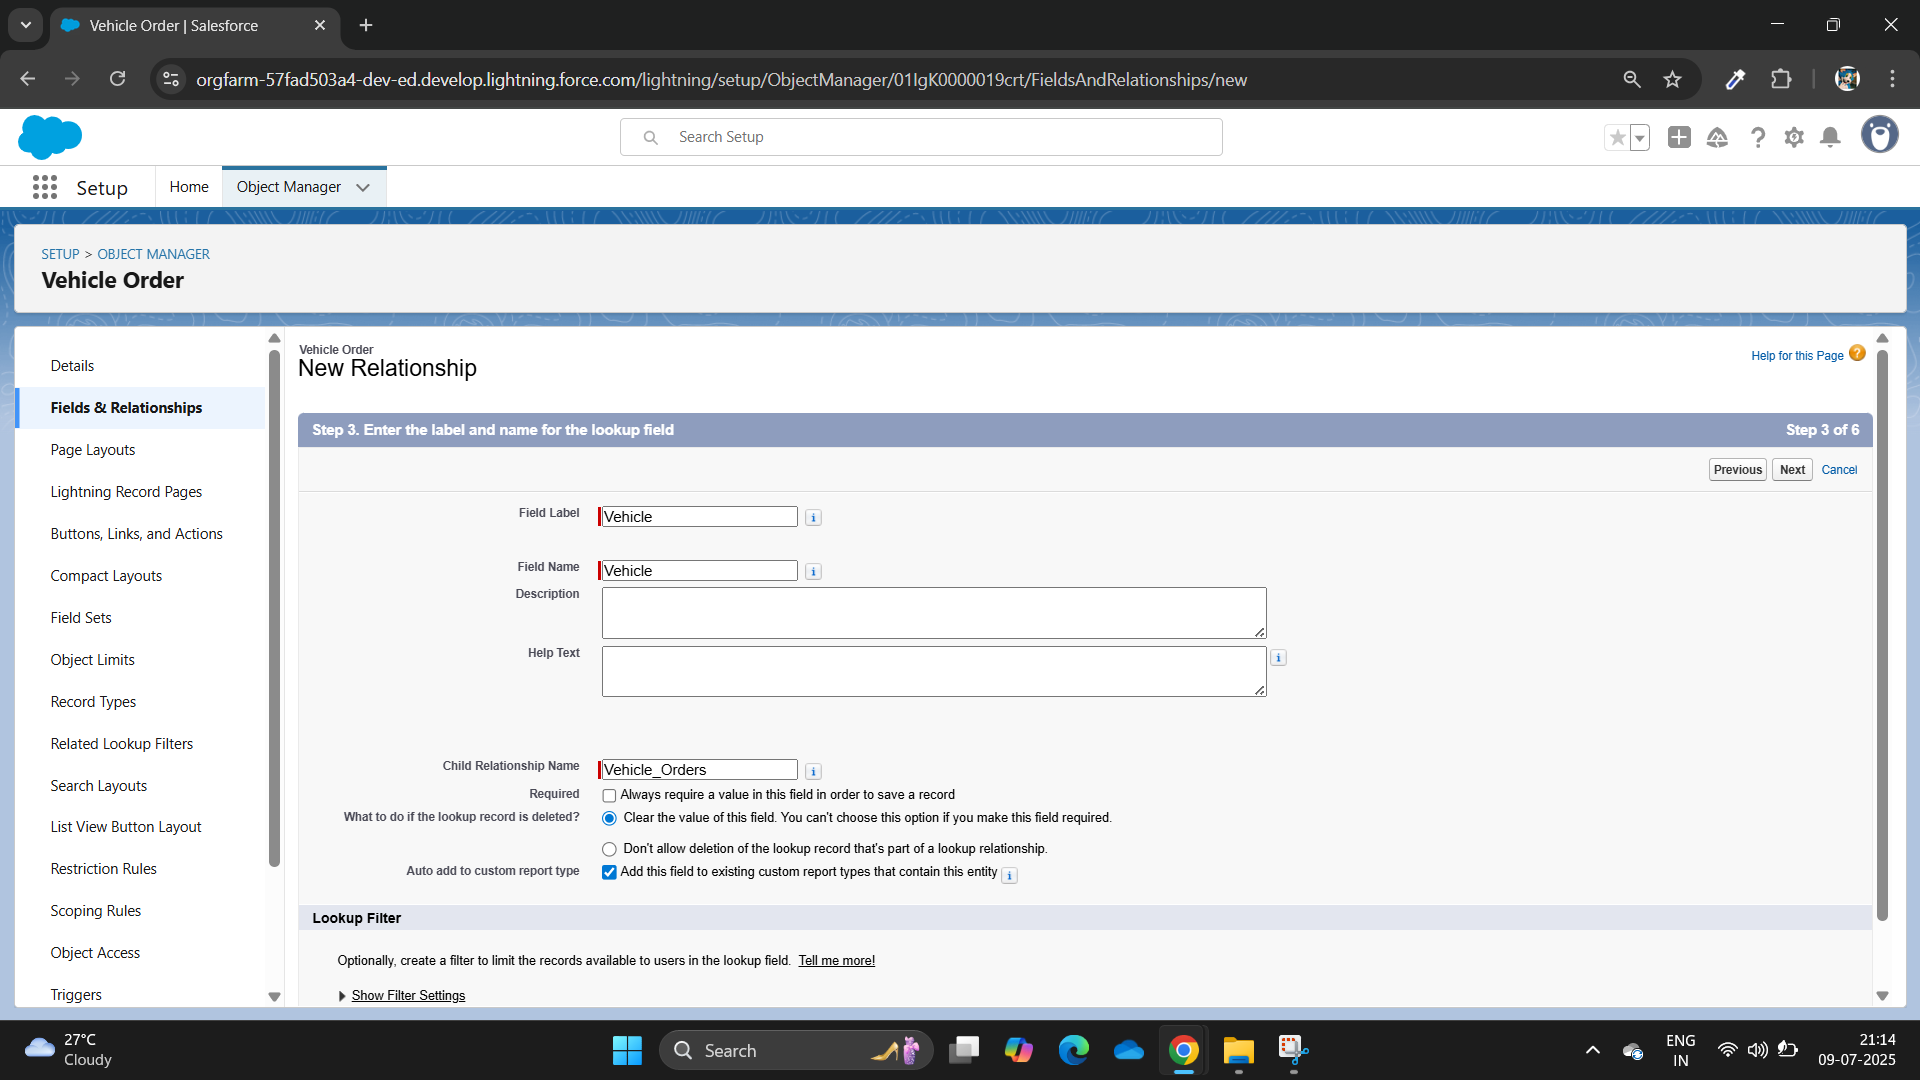 Vehicle Order | Salesforce
orgfarm-57fad503a4-dev-ed.develop.lightning.force.com/lightning/setup/ObjectManager/01IgK0000019crt/FieldsAndRelationships/new
Search Setup
Setup
Home
Object Manager
SETUP > OBJECT MANAGER
Vehicle Order
Details
Fields & Relationships
Page Layouts
Lightning Record Pages
Buttons, Links, and Actions
Compact Layouts
Field Sets
Object Limits
Record Types
Related Lookup Filters
Search Layouts
List View Button Layout
Restriction Rules
Scoping Rules
Object Access
Triggers
Vehicle Order
New Relationship
Help for this Page ?
Step 3. Enter the label and name for the lookup field
Step 3 of 6
Previous
Next
Cancel
Field Label
Vehicle
i
Field Name
Vehicle
i
Description
Help Text
i
Child Relationship Name
Vehicle_Orders
i
Required
Always require a value in this field in order to save a record
What to do if the lookup record is deleted?
Clear the value of this field. You can't choose this option if you make this field required.
Don't allow deletion of the lookup record that's part of a lookup relationship.
Auto add to custom report type
Add this field to existing custom report types that contain this entity
i
Lookup Filter
Optionally, create a filter to limit the records available to users in the lookup field. Tell me more!
Show Filter Settings
27°C
Cloudy
Search
ENG
IN
21:14
09-07-2025